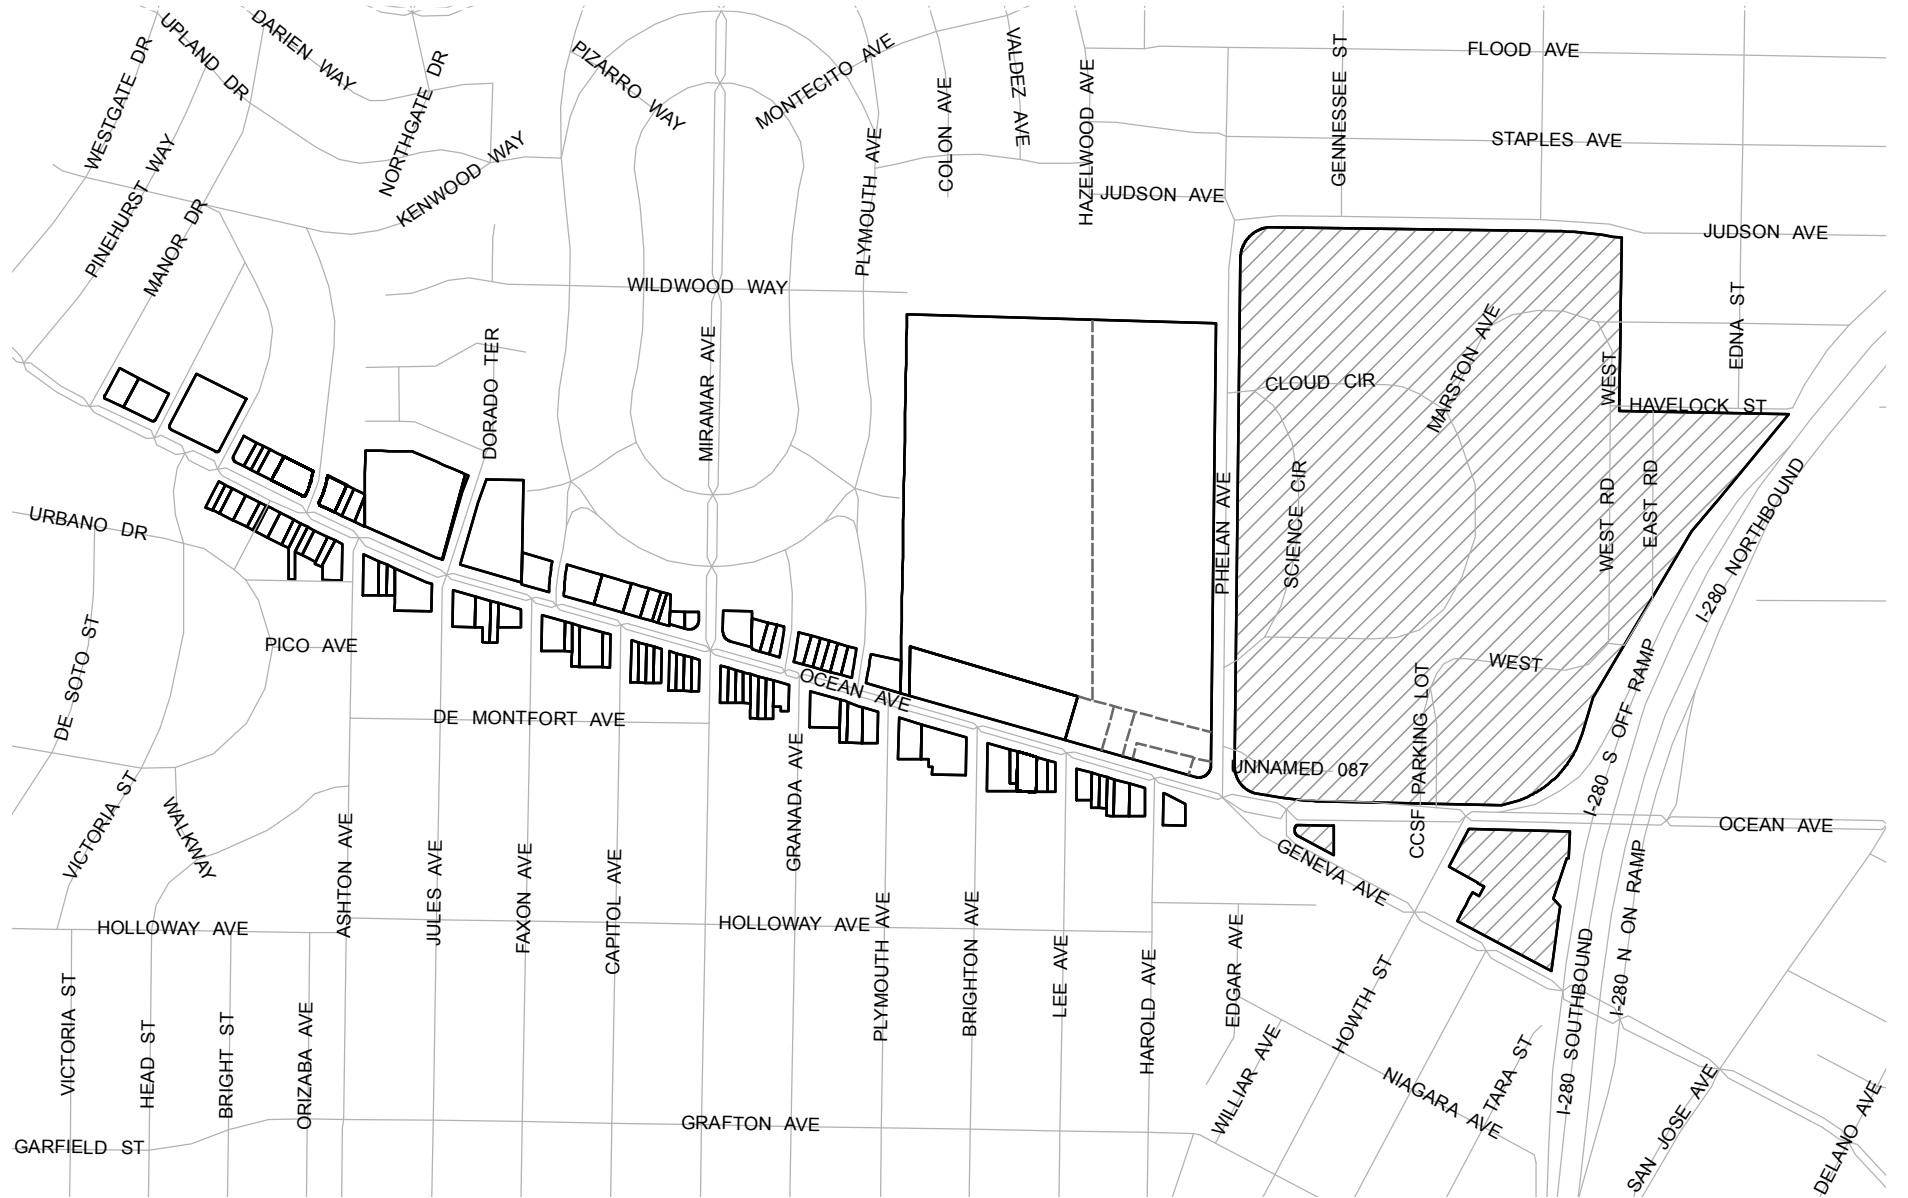 WESTGATE DR
UPLAND DR
DARIEN WAY
NORTHGATE DR
PIZARRO WAY
MONTECITO AVE
COLON AVE
VALDEZ AVE
HAZELWOOD AVE
GENNESSEE ST
FLOOD AVE
STAPLES AVE
PINEHURST WAY
MANOR DR
KENWOOD WAY
PLYMOUTH AVE
JUDSON AVE
JUDSON AVE
WILDWOOD WAY
EDNA ST
DORADO TER
MIRAMAR AVE
CLOUD CIR
MARSTON AVE
WEST
HAVELOCK ST
PHELAN AVE
SCIENCE CIR
WEST RD
EAST RD
I-280 NORTHBOUND
URBANO DR
PICO AVE
DE SOTO ST
WEST
I-280 S OFF RAMP
OCEAN AVE
DE MONTFORT AVE
CCSF PARKING LOT
UNNAMED 087
GRANADA AVE
VICTORIA ST
WALKWAY
OCEAN AVE
GENEVA AVE
ASHTON AVE
JULES AVE
FAXON AVE
CAPITOL AVE
HOLLOWAY AVE
HOLLOWAY AVE
PLYMOUTH AVE
BRIGHTON AVE
LEE AVE
HAROLD AVE
EDGAR AVE
I-280 N ON RAMP
HOWTH ST
I-280 SOUTHBOUND
VICTORIA ST
HEAD ST
BRIGHT ST
ORIZABA AVE
WILLIAR AVE
NIAGARA AVE
TARA ST
SAN JOSE AVE
DELANO AVE
GRAFTON AVE
GARFIELD ST